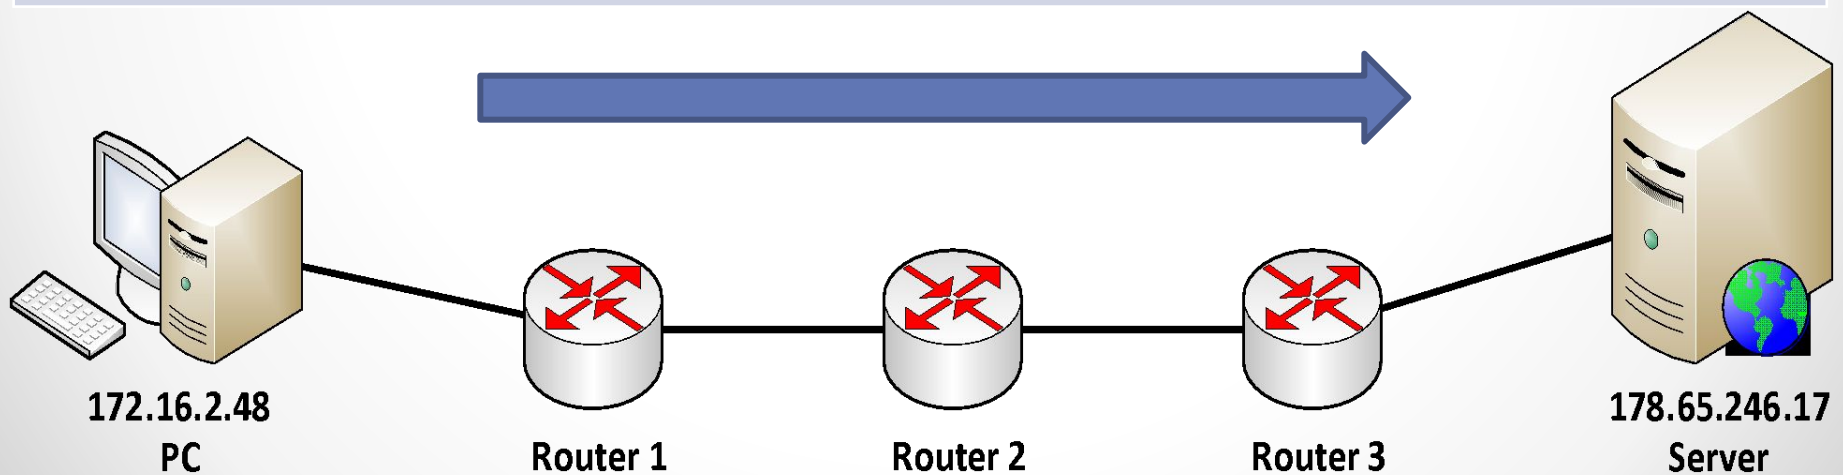 172.16.2.48
PC
Router 1
Router 2
Router 3
178.65.246.17
Server